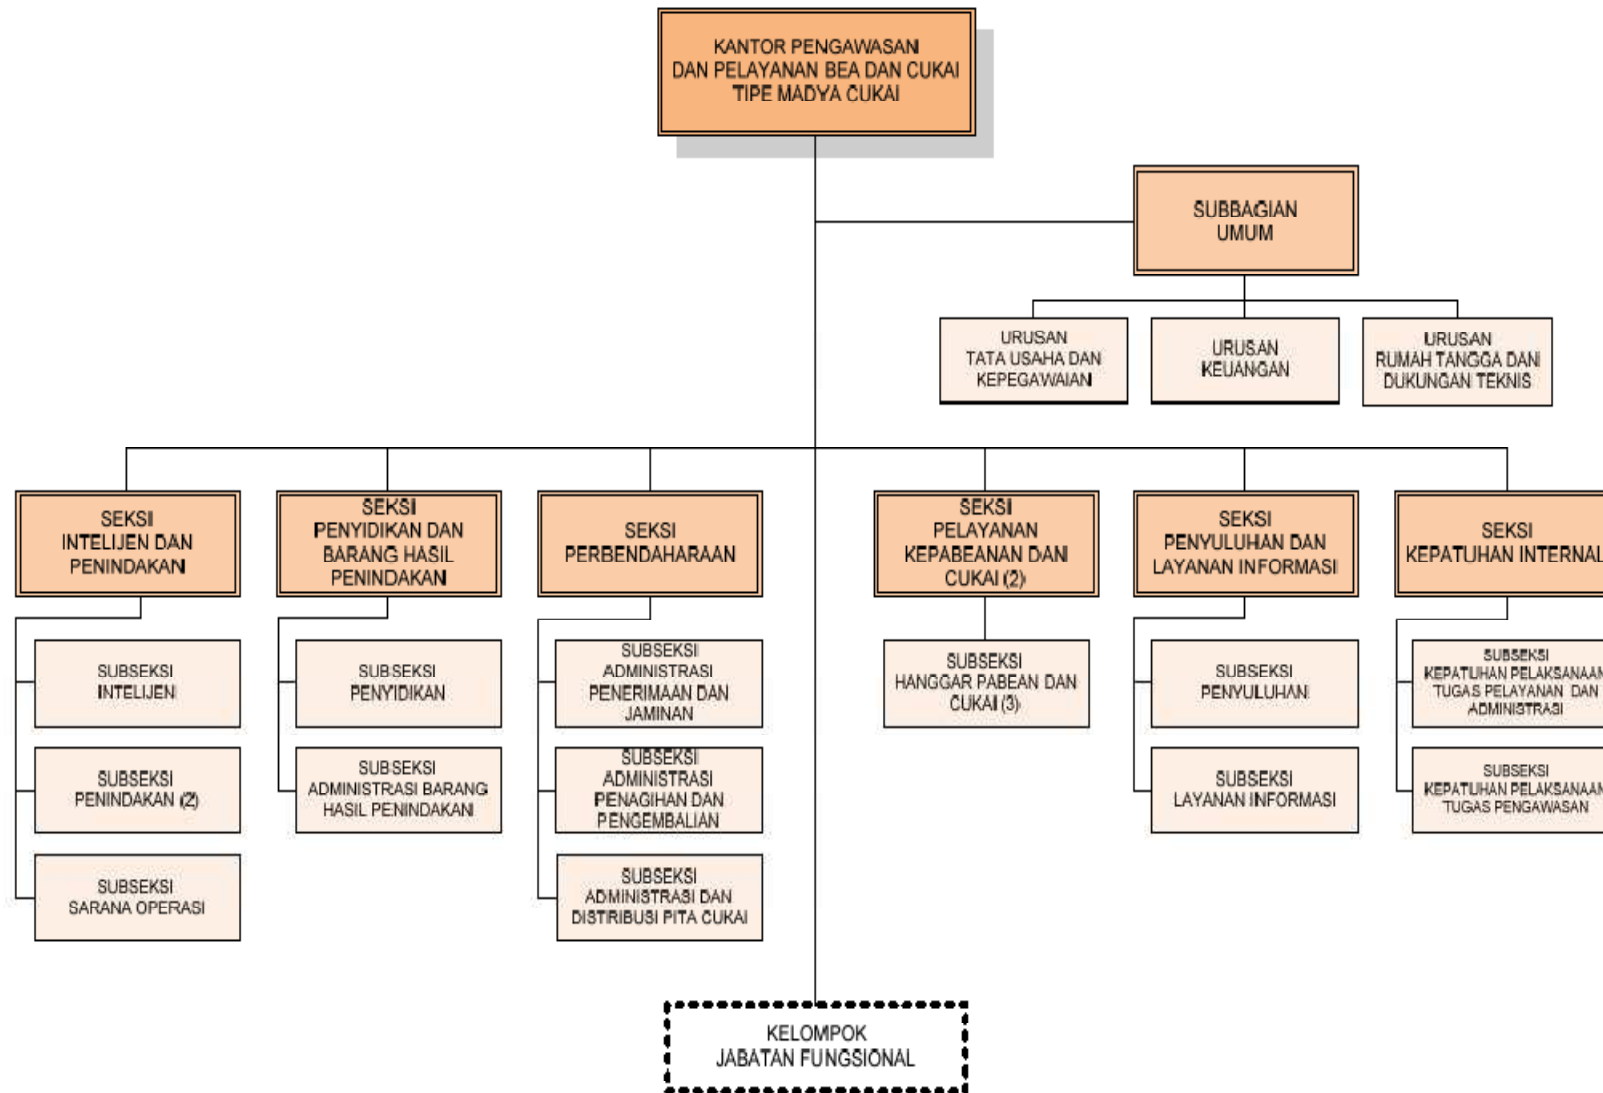 KANTOR PENGAWASAN
DAN PELAYANAN BEA DAN CUKAI
TIPE MADYA CUKAI
SUBBAGIAN
UMUM
URUSAN
TATA USAHA DAN
KEPEGAWAIAN
URUSAN
KEUANGAN
URUSAN
RUMAH TANGGA DAN
DUKUNGAN TEKNIS
SEKSI
INTELIJEN DAN
PENINDAKAN
SEKSI
PENYIDIKAN DAN
BARANG HASIL
PENINDAKAN
SEKSI
PERBENDAHARAAN
SEKSI
PELAYANAN
KEPABEANAN DAN
CUKAI (2)
SEKSI
PENYULUHAN DAN
LAYANAN INFORMASI
SEKSI
KEPATUHAN INTERNAL
SUBSEKSI
INTELIJEN
SUBSEKSI
PENINDAKAN (2)
SUBSEKSI
SARANA OPERASI
SUBSEKSI
PENYIDIKAN
SUBSEKSI
ADMINISTRASI BARANG
HASIL PENINDAKAN
SUBSEKSI
ADMINISTRASI
PENERIMAAN DAN
JAMINAN
SUBSEKSI
ADMINISTRASI
PENAGIHAN DAN
PENGEMBALIAN
SUBSEKSI
ADMINISTRASI DAN
DISTRIBUSI PITA CUKAI
SUBSEKSI
HANGGAR PABEAN DAN
CUKAI (3)
SUBSEKSI
PENYULUHAN
SUBSEKSI
LAYANAN INFORMASI
SUBSEKSI
KEPATUHAN PELAKSANAAN
TUGAS PELAYANAN DAN
ADMINISTRASI
SUBSEKSI
KEPATUHAN PELAKSANAAN
TUGAS PENGAWASAN
KELOMPOK
JABATAN FUNGSIONAL